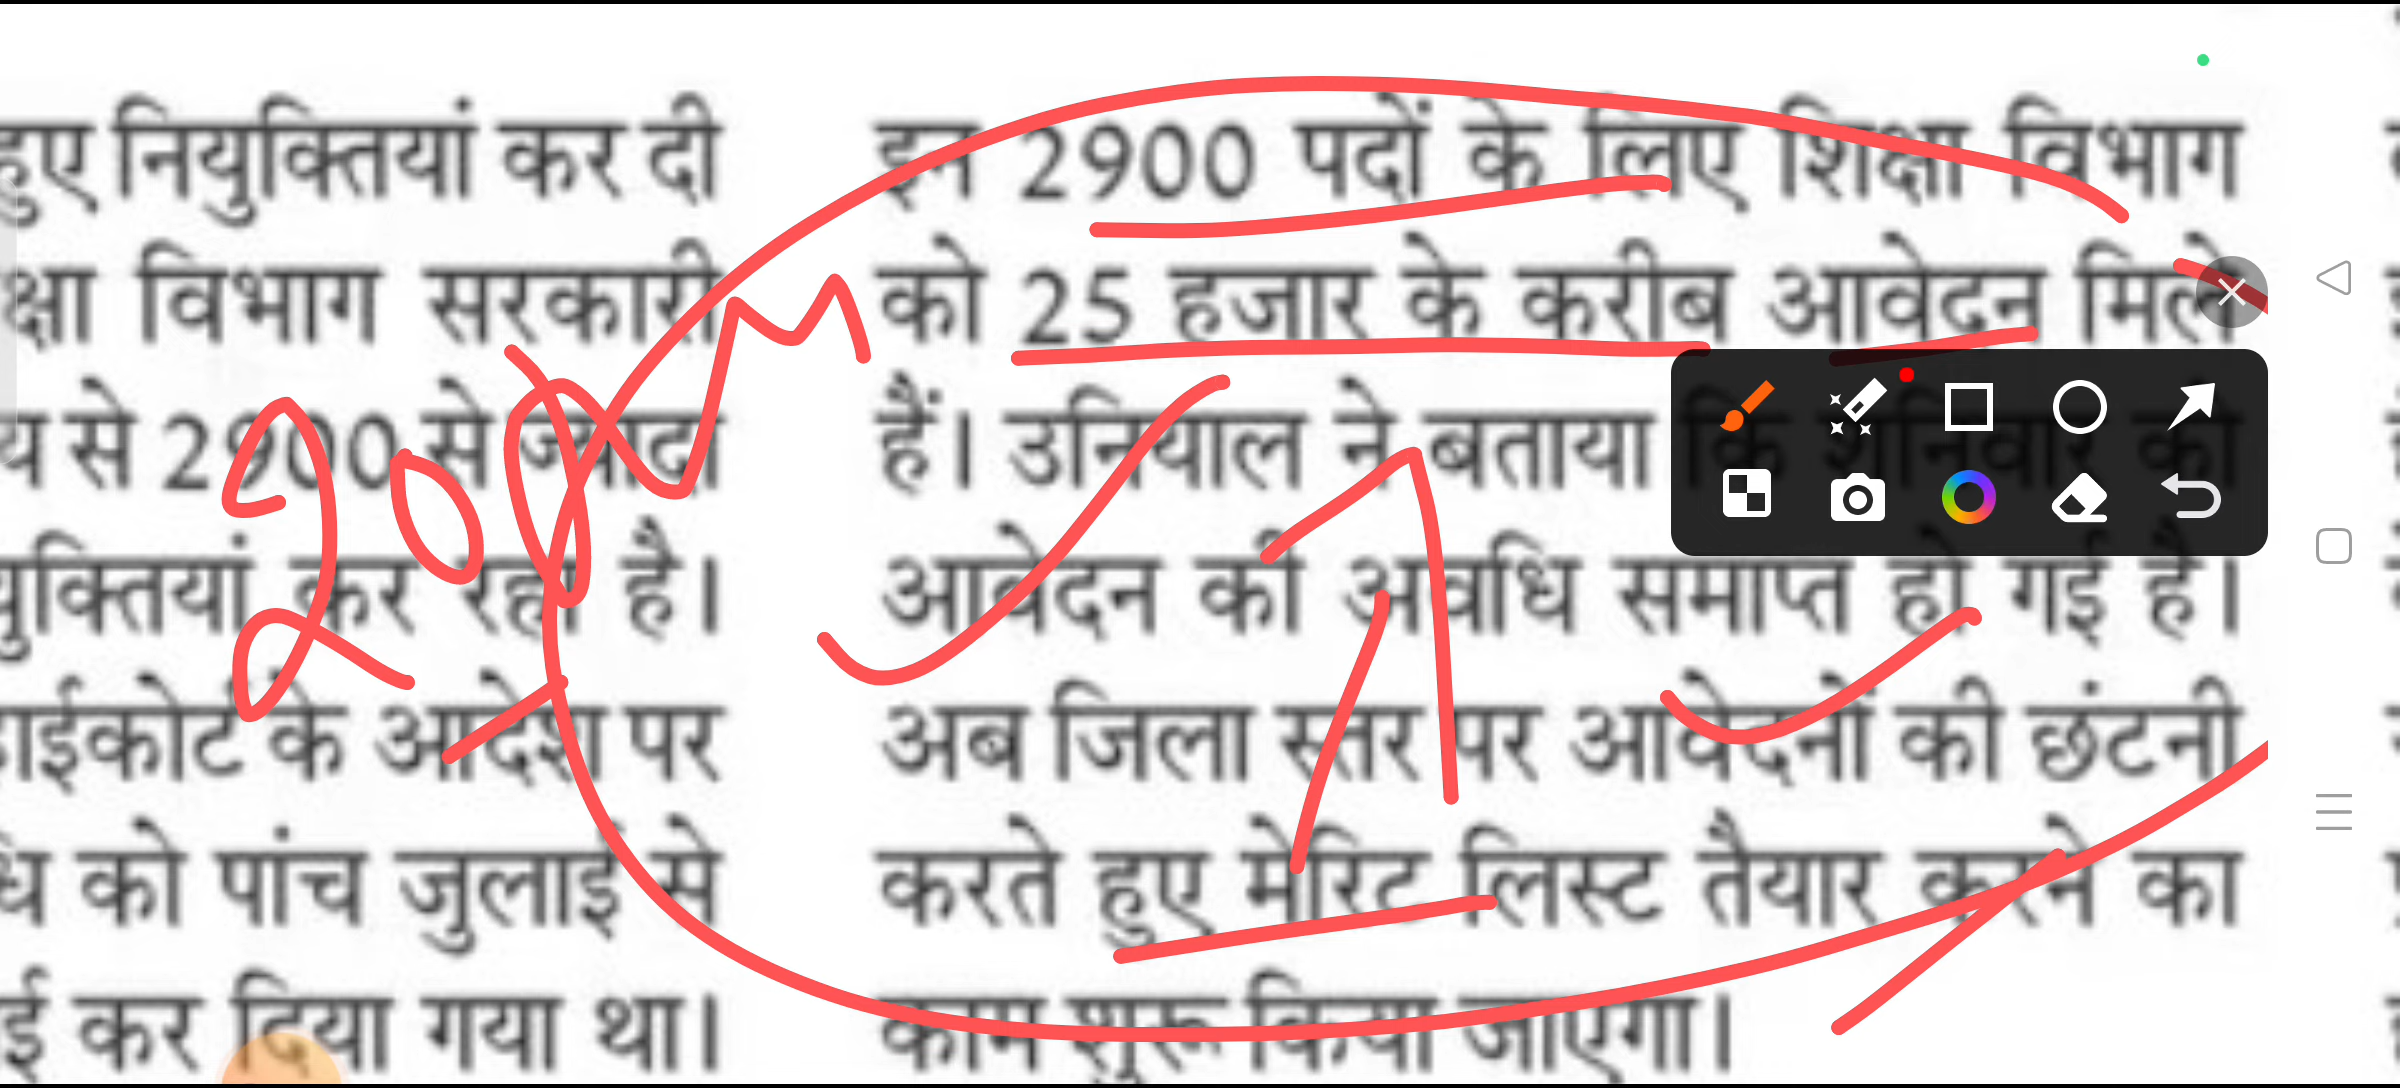 हुए नियुक्तियां कर दी
क्षा विभाग सरकारी
य से 2900 से ज्यादा
युक्तियां कर रहा है।
हाईकोर्ट के आदेश पर
धि को पांच जुलाई से
ई कर दिया गया था।
इन 2900 पदों के लिए शिक्षा विभाग
को 25 हजार के करीब आवेदन मिले
हैं। उनियाल ने बताया कि शनिवार को
आवेदन की अवधि समाप्त हो गई है।
अब जिला स्तर पर आवेदनों की छंटनी
करते हुए मेरिट लिस्ट तैयार करने का
काम शुरू किया जाएगा।